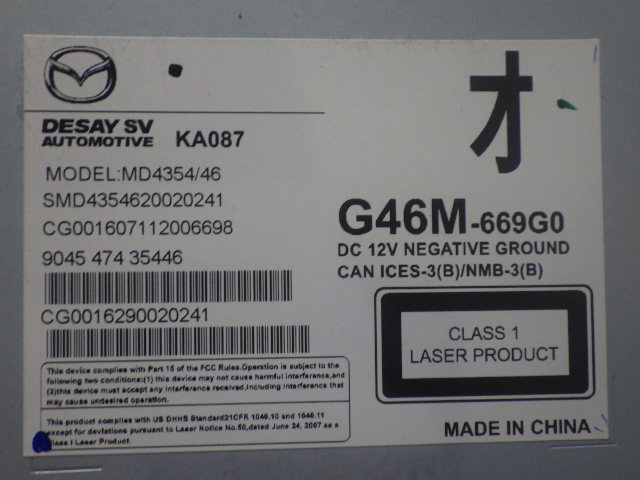 オ
DESAY SV
AUTOMOTIVE
KA087
MODEL:MD4354/46
SMD4354620020241
CG001607112006698
9045 474 35446
CG0016290020241
G46M-669G0
DC 12V NEGATIVE GROUND
CAN ICES-3(B)/NMB-3(B)
CLASS 1
LASER PRODUCT
This device complies with Part 15 of the FCC Rules.Operation is subject to the
following two conditions:(1) this device may not cause harmful interference,and
(2)this device must accept any interference received,including interference that
may cause undesired operation.
This product complies with US DHHS Standard21CFR 1040.10 and 1040.11
except for deviations pursuant to Laser Notice No.50,dated June 24, 2007 as a
Class I Laser Product.
MADE IN CHINA